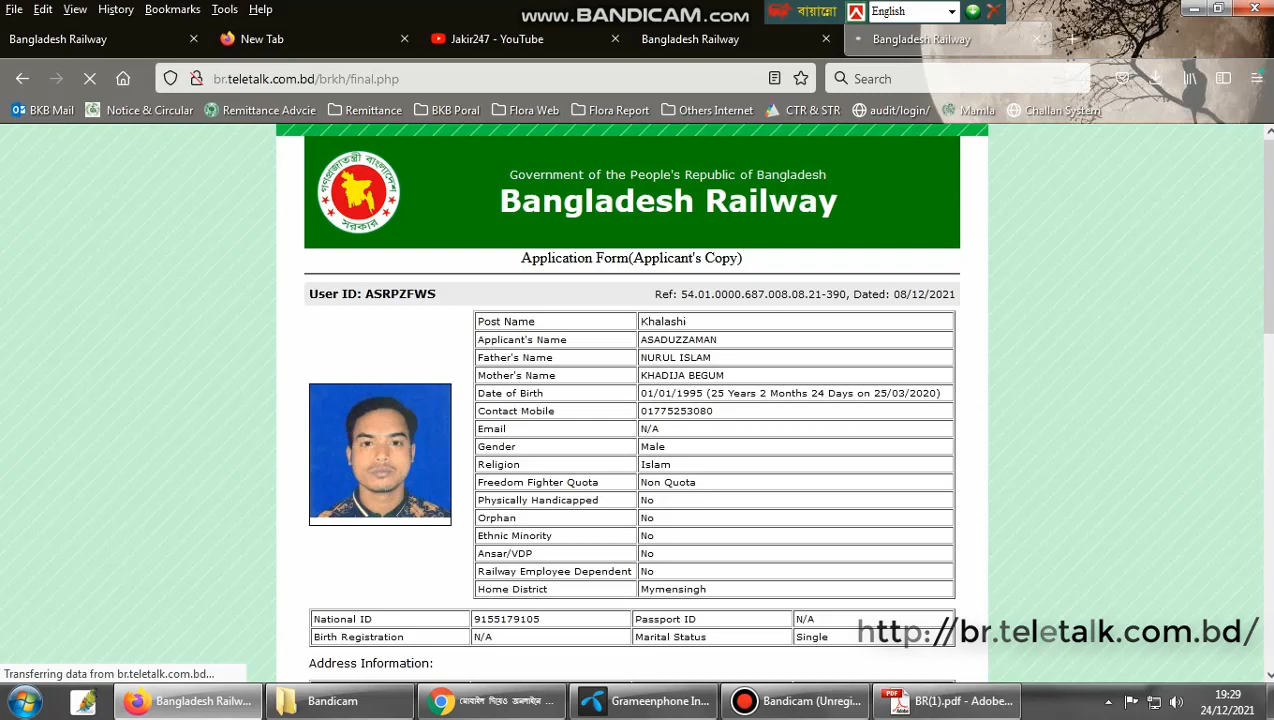 File Edit View History Bookmarks Tools Help
www.BANDICAM.com
বায়ান্নো English
Bangladesh Railway
New Tab
Jakir247 - YouTube
Bangladesh Railway
Bangladesh Railway
br.teletalk.com.bd/brkh/final.php
Search
BKB Mail Notice & Circular Remittance Advcie Remittance BKB Poral Flora Web Flora Report Others Internet CTR & STR audit/login/ Mamla Challan System
গণপ্রজাতন্ত্রী বাংলাদেশ
সরকার
Government of the People's Republic of Bangladesh
Bangladesh Railway
Application Form(Applicant's Copy)
User ID: ASRPZFWS Ref: 54.01.0000.687.008.08.21-390, Dated: 08/12/2021
Post Name Khalashi
Applicant's Name ASADUZZAMAN
Father's Name NURUL ISLAM
Mother's Name KHADIJA BEGUM
Date of Birth 01/01/1995 (25 Years 2 Months 24 Days on 25/03/2020)
Contact Mobile 01775253080
Email N/A
Gender Male
Religion Islam
Freedom Fighter Quota Non Quota
Physically Handicapped No
Orphan No
Ethnic Minority No
Ansar/VDP No
Railway Employee Dependent No
Home District Mymensingh
National ID 9155179105 Passport ID N/A
Birth Registration N/A Marital Status Single
http://br.teletalk.com.bd/
Address Information:
Transferring data from br.teletalk.com.bd...
Bangladesh Railw...
Bandicam
মোবাইল দিয়েও অনলাইনে ...
Grameenphone In...
Bandicam (Unregi...
BR(1).pdf - Adobe...
19:29
24/12/2021